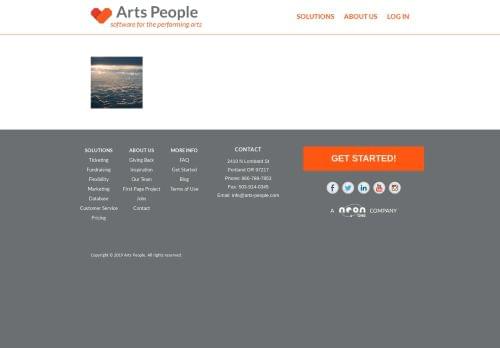 Arts People
software for the performing arts
SOLUTIONS ABOUT US LOG IN
SOLUTIONS
Ticketing
Fundraising
Flexibility
Marketing
Database
Customer Service
Pricing
ABOUT US
Giving Back
Inspiration
Our Team
First Page Project
Jobs
Contact
MORE INFO
FAQ
Get Started
Blog
Terms of Use
CONTACT
2410 N Lombard St
Portland OR 97217
Phone: 866-788-7853
Fax: 503-914-0345
Email: info@arts-people.com
GET STARTED!
A neon one COMPANY
Copyright © 2019 Arts People. All rights reserved.